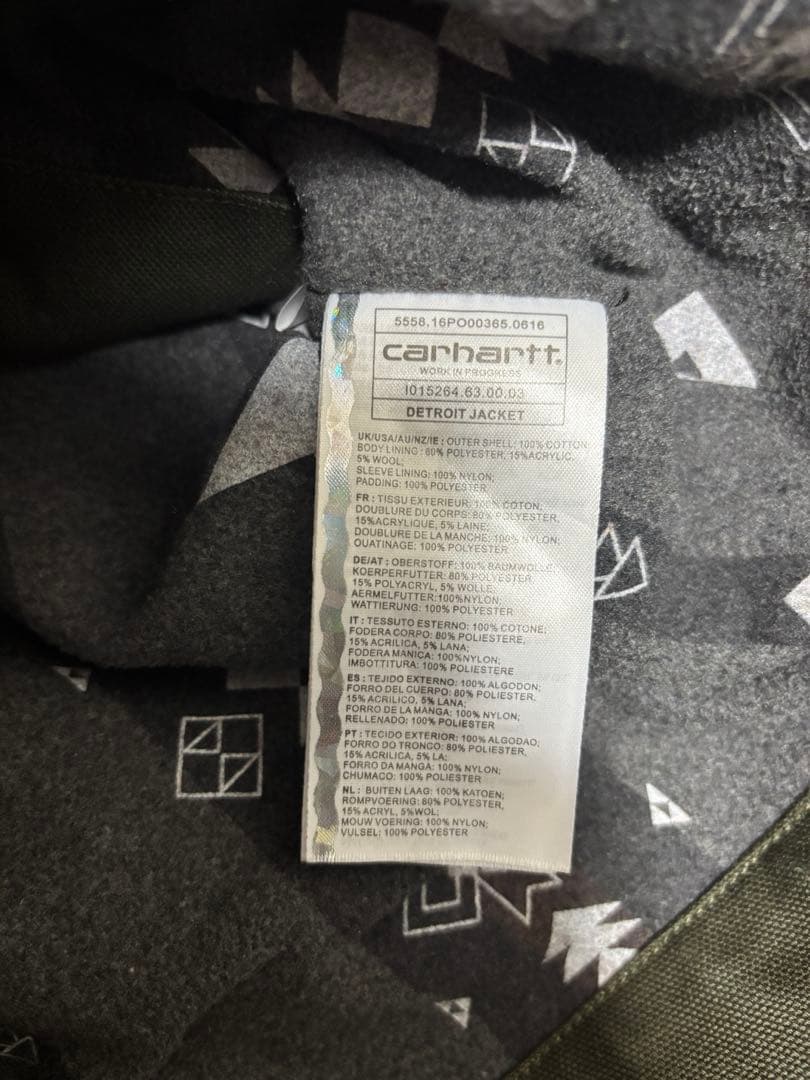 5558.16PO00365.0616
carhartt.
WORK IN PROGRESS
I015264.63.00.03
DETROIT JACKET
UK/USA/AU/NZ/IE : OUTER SHELL: 100% COTTON
BODY LINING : 80% POLYESTER, 15%ACRYLIC,
5% WOOL;
SLEEVE LINING: 100% NYLON;
PADDING: 100% POLYESTER
FR : TISSU EXTERIEUR: 100% COTON;
DOUBLURE DU CORPS: 80% POLYESTER,
15%ACRYLIQUE, 5% LAINE;
DOUBLURE DE LA MANCHE: 100% NYLON;
OUATINAGE: 100% POLYESTER
DE/AT : OBERSTOFF: 100% BAUMWOLLE
KOERPERFUTTER: 80% POLYESTER
15% POLYACRYL, 5% WOLLE;
AERMELFUTTER:100%NYLON;
WATTIERUNG: 100% POLYESTER
IT : TESSUTO ESTERNO: 100% COTONE;
FODERA CORPO: 80% POLIESTERE,
15% ACRILICA, 5% LANA;
FODERA MANICA: 100%NYLON;
IMBOTTITURA: 100% POLIESTERE
ES : TEJIDO EXTERNO: 100% ALGODON;
FORRO DEL CUERPO: 80% POLIESTER,
15% ACRILICO, 5% LANA;
FORRO DE LA MANGA: 100% NYLON;
RELLENADO: 100% POLIESTER
PT : TECIDO EXTERIOR: 100% ALGODAO;
FORRO DO TRONCO: 80% POLIESTER,
15% ACRILICA, 5% LA;
FORRO DA MANGA: 100% NYLON;
CHUMACO: 100% POLIESTER
NL : BUITEN LAAG: 100% KATOEN;
ROMPVOERING: 80% POLYESTER,
15% ACRYL, 5%WOL;
MOUW VOERING: 100% NYLON;
VULSEL: 100% POLYESTER